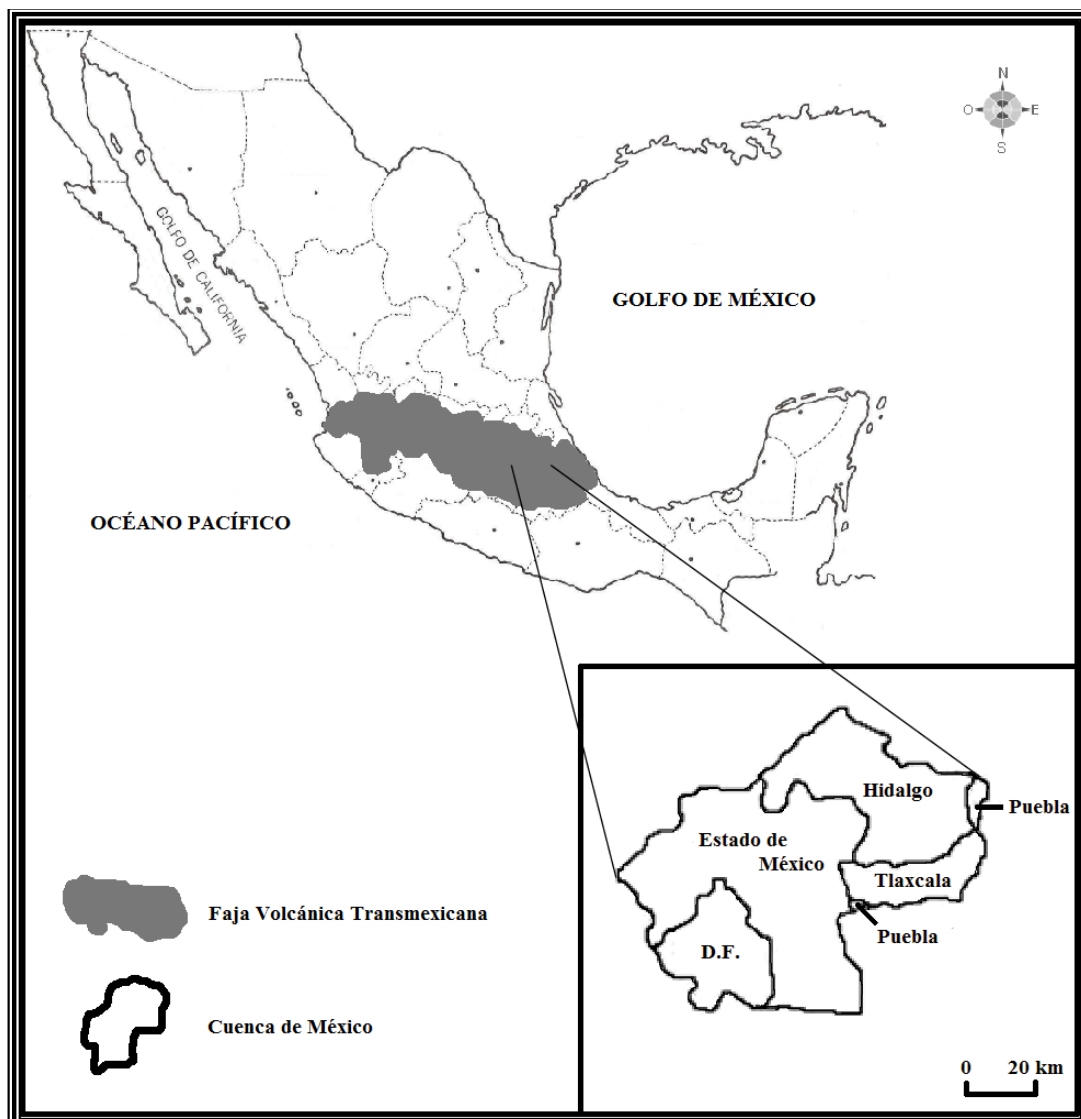 N
O
E
S
GOLFO DE CALIFORNIA
GOLFO DE MÉXICO
OCÉANO PACÍFICO
Hidalgo
Puebla
Estado de
México
Tlaxcala
Puebla
D.F.
Faja Volcánica Transmexicana
Cuenca de México
0 20 km